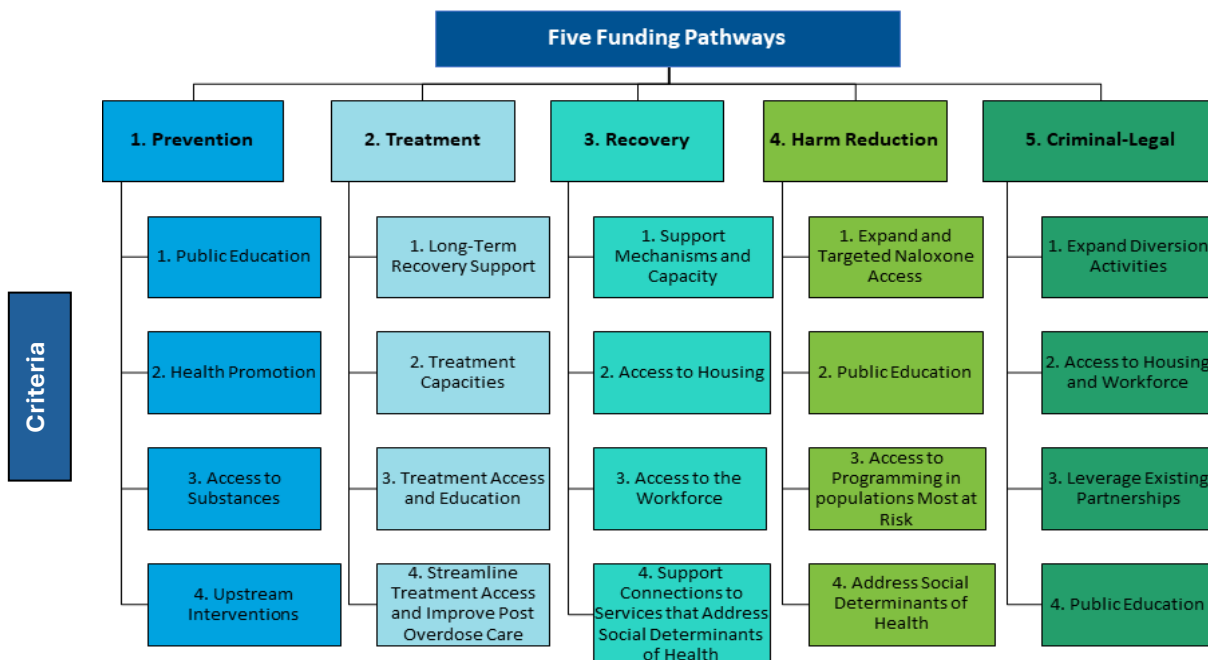 Five Funding Pathways
1. Prevention
2. Treatment
3. Recovery
4. Harm Reduction
5. Criminal-Legal
Criteria
1. Public Education
2. Health Promotion
3. Access to
Substances
4. Upstream
Interventions
1. Long-Term
Recovery Support
2. Treatment
Capacities
3. Treatment Access
and Education
4. Streamline
Treatment Access
and Improve Post
Overdose Care
1. Support
Mechanisms and
Capacity
2. Access to Housing
3. Access to the
Workforce
4. Support
Connections to
Services that Address
Social Determinants
of Health
1. Expand and
Targeted Naloxone
Access
2. Public Education
3. Access to
Programming in
populations Most at
Risk
4. Address Social
Determinants of
Health
1. Expand Diversion
Activities
2. Access to Housing
and Workforce
3. Leverage Existing
Partnerships
4. Public Education